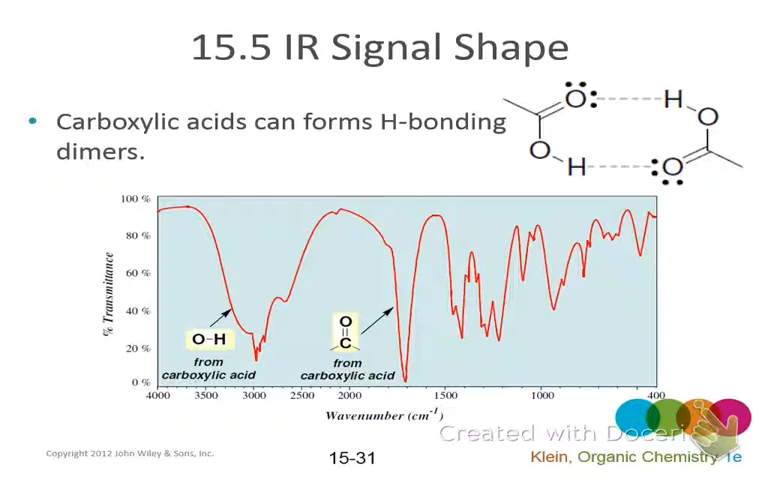 15.5 IR Signal Shape
• Carboxylic acids can forms H-bonding
dimers.
O
H
O
O
H
O
100 %
80 %
60 %
40 %
20 %
0 %
% Transmittance
O-H
from
carboxylic acid
O
C
from
carboxylic acid
4000 3500 3000 2500 2000 1500 1000 400
Wavenumber (cm⁻¹)
Created with Doceri
Copyright 2012 John Wiley & Sons, Inc.
15-31
Klein, Organic Chemistry 1e